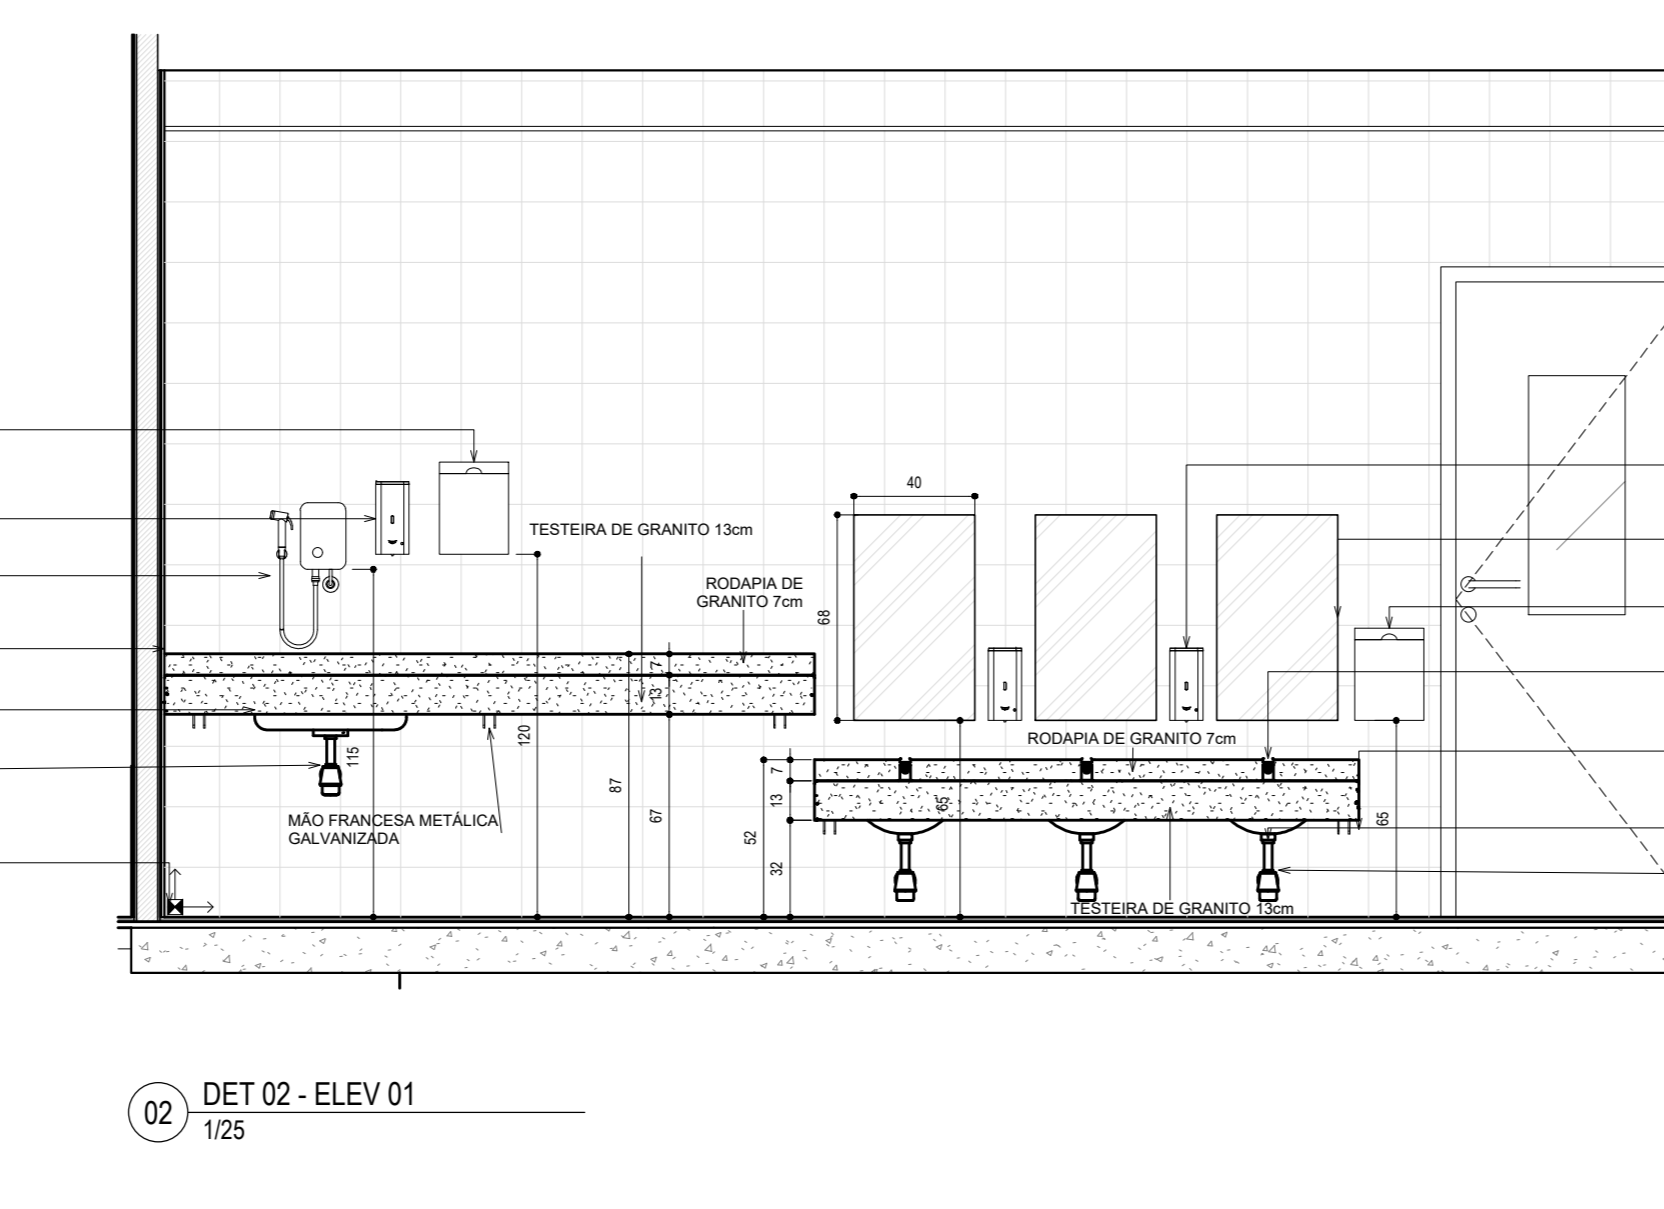 40
TESTEIRA DE GRANITO 13cm
RODAPIA DE
GRANITO 7cm
68
7
13
RODAPIA DE GRANITO 7cm
120
115
7
87
13
65
67
MÃO FRANCESA METÁLICA
GALVANIZADA
52
65
32
TESTEIRA DE GRANITO 13cm
02
DET 02 - ELEV 01
1/25